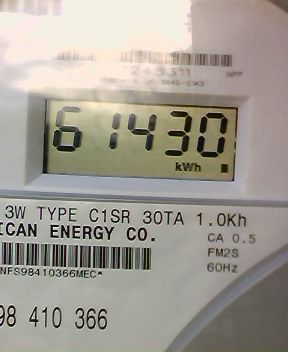 61430
kWh
3W TYPE C1SR 30TA 1.0Kh
ICAN ENERGY CO.
CA 0.5
FM2S
60Hz
NFS98410366MEC*
98 410 366